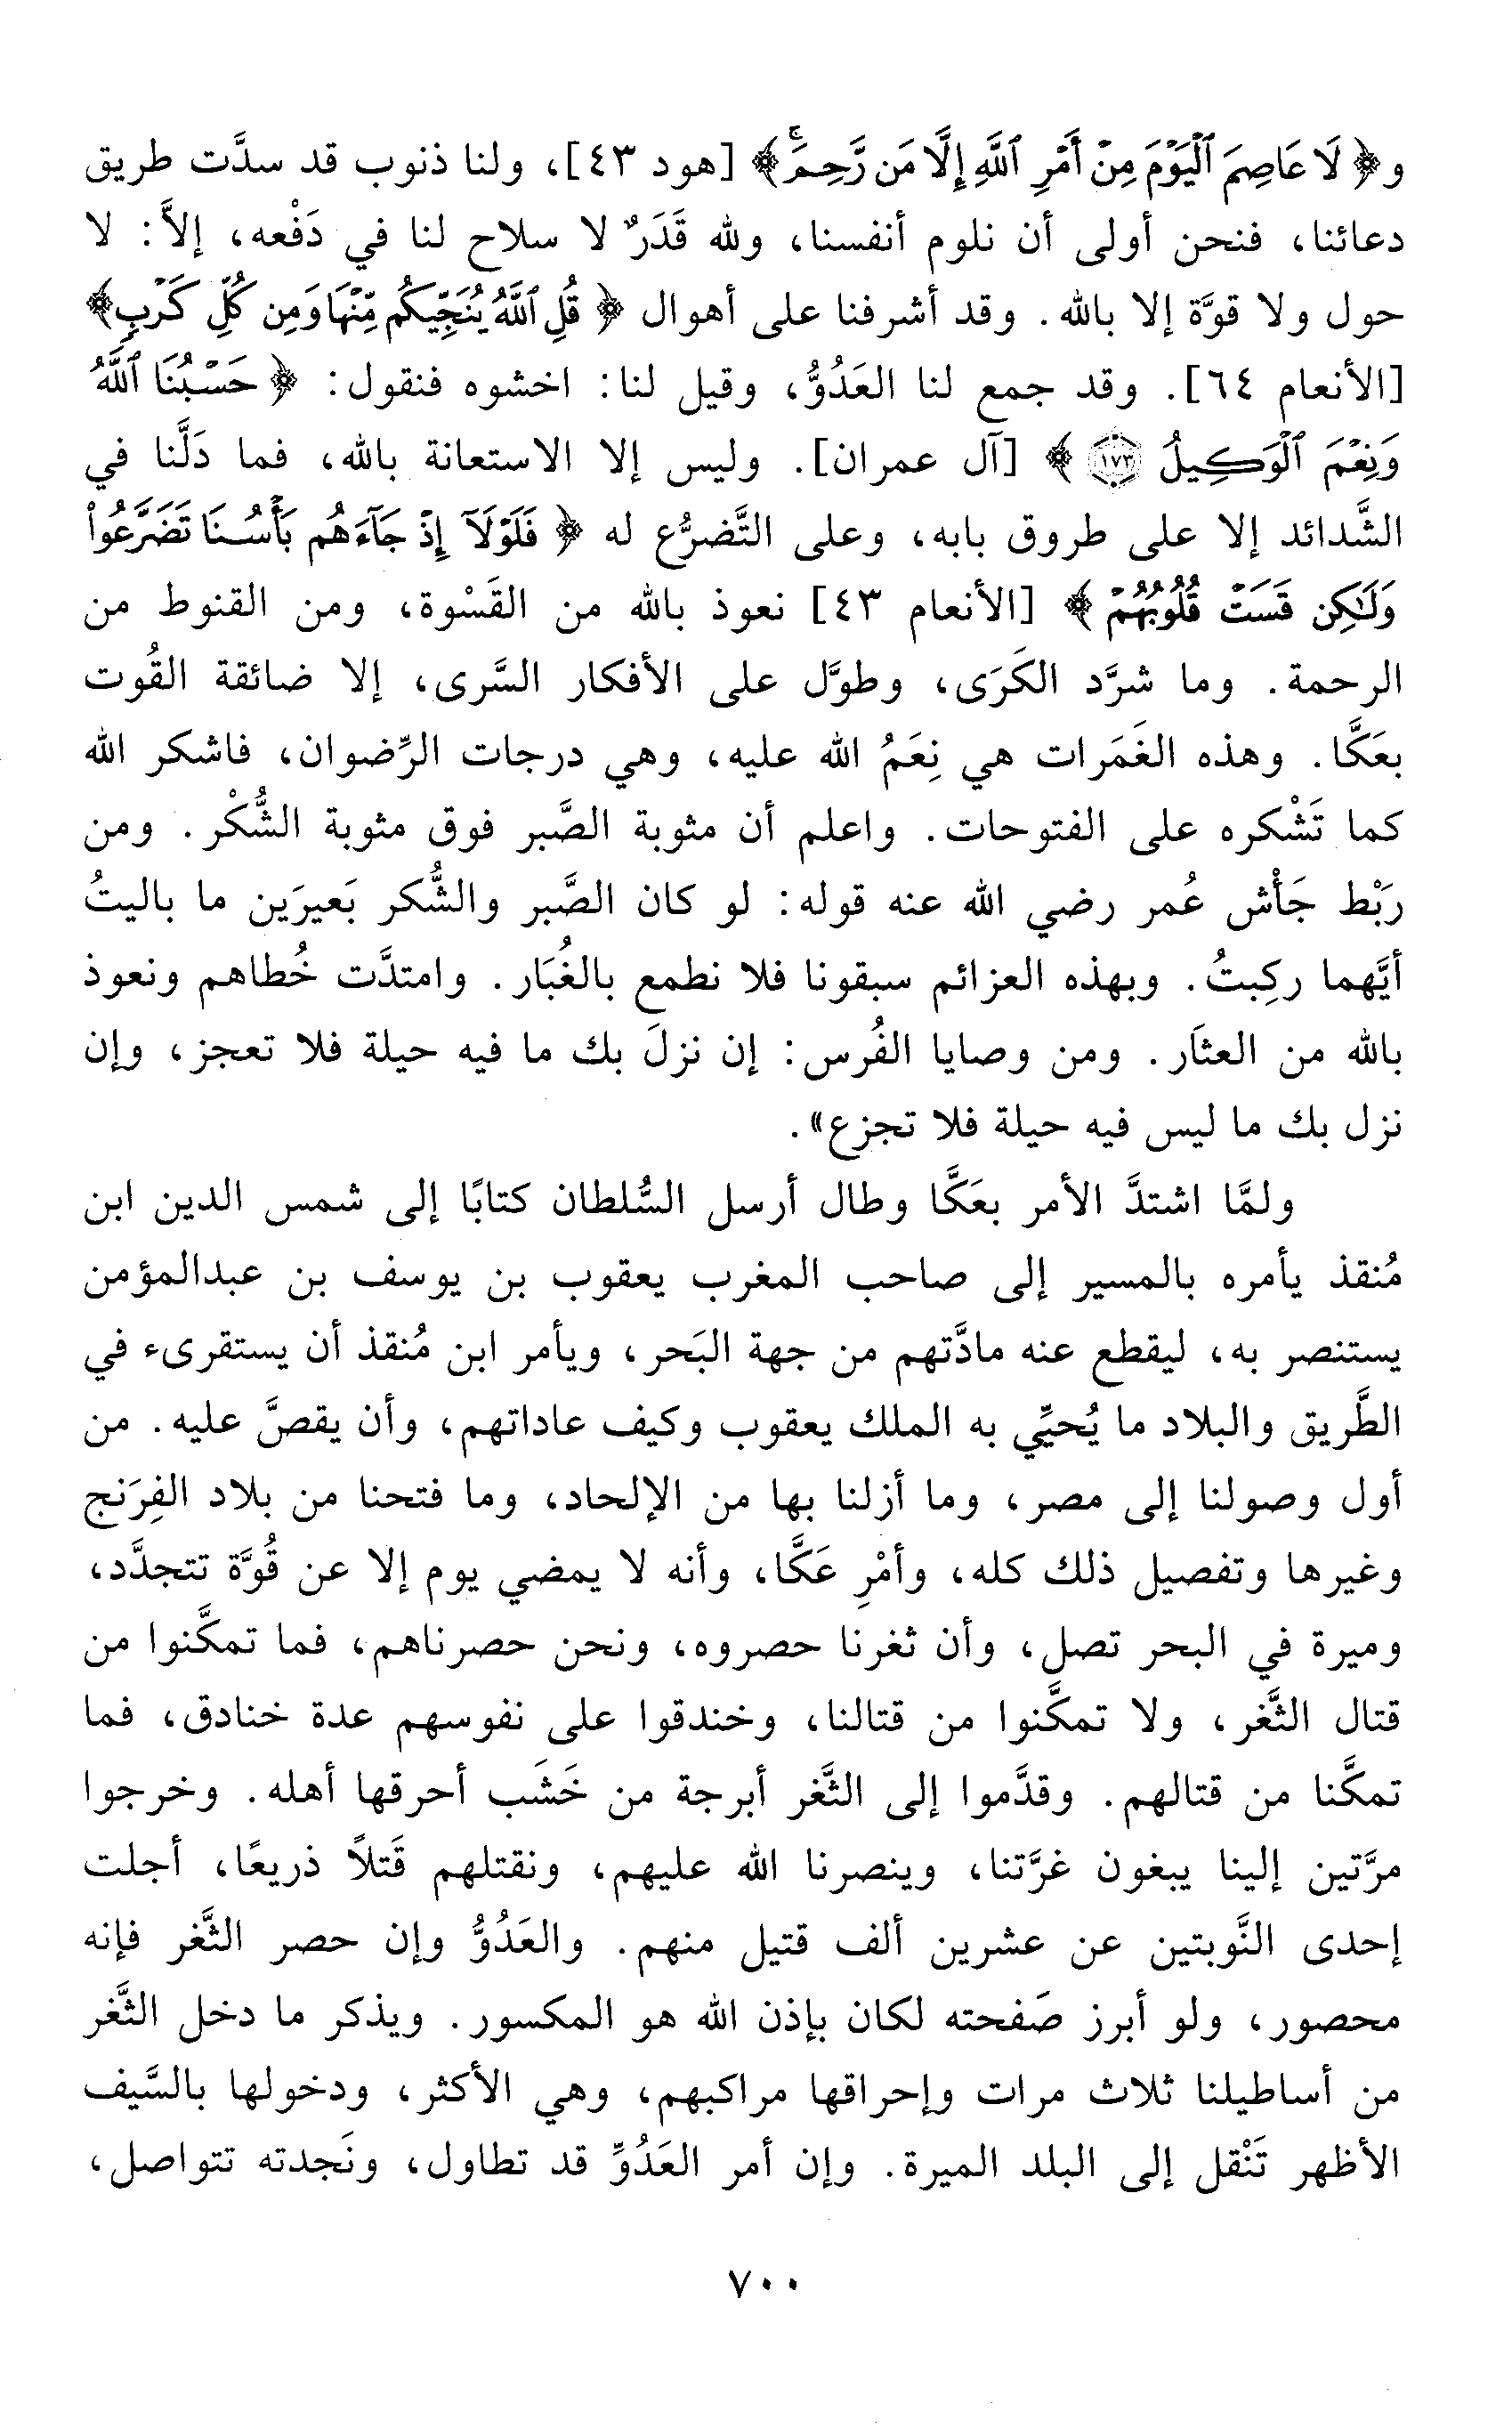 و﴿ لَا عَاصِمَ ٱلْيَوْمَ مِنْ أَمْرِ ٱللَّهِ إِلَّا مَن رَّحِمَ ۚ﴾ [هود ٤٣]، ولنا ذنوب قد سدَّت طريق
دعائنا، فنحن أولى أن نلوم أنفسنا، ولله قَدَرٌ لا سلاح لنا في دَفْعه، إلاَّ: لا
حول ولا قوَّة إلا بالله. وقد أشرفنا على أهوال ﴿ قُلِ ٱللَّهُ يُنَجِّيكُم مِّنْهَا وَمِن كُلِّ كَرْبٍ﴾
[الأنعام ٦٤]. وقد جمع لنا العَدُوُّ، وقيل لنا: اخشوه فنقول: ﴿ حَسْبُنَا ٱللَّهُ
وَنِعْمَ ٱلْوَكِيلُ ١٧٣ ﴾ [آل عمران]. وليس إلا الاستعانة بالله، فما دَلَّنا في
الشَّدائد إلا على طروق بابه، وعلى التَّضرُّع له ﴿ فَلَوْلَآ إِذْ جَآءَهُم بَأْسُنَا تَضَرَّعُوا۟
وَلَٰكِن قَسَتْ قُلُوبُهُمْ ﴾ [الأنعام ٤٣] نعوذ بالله من القَسْوة، ومن القنوط من
الرحمة. وما شرَّد الكَرَى، وطوَّل على الأفكار السَّرى، إلا ضائقة القُوت
بعَكَّا. وهذه الغَمَرات هي نِعَمُ الله عليه، وهي درجات الرِّضوان، فاشكر الله
كما تَشْكره على الفتوحات. واعلم أن مثوبة الصَّبر فوق مثوبة الشُّكْر. ومن
رَبْط جَأْش عُمر رضي الله عنه قوله: لو كان الصَّبر والشُّكر بَعيرَين ما باليتُ
أيَّهما ركِبتُ. وبهذه العزائم سبقونا فلا نطمع بالغُبَار. وامتدَّت خُطاهم ونعوذ
بالله من العثَار. ومن وصايا الفُرس: إن نزلَ بك ما فيه حيلة فلا تعجز، وإن
نزل بك ما ليس فيه حيلة فلا تجزع».
ولمَّا اشتدَّ الأمر بعَكَّا وطال أرسل السُّلطان كتابًا إلى شمس الدين ابن
مُنقذ يأمره بالمسير إلى صاحب المغرب يعقوب بن يوسف بن عبدالمؤمن
يستنصر به، ليقطع عنه مادَّتهم من جهة البَحر، ويأمر ابن مُنقذ أن يستقرىء في
الطَّريق والبلاد ما يُحيِّي به الملك يعقوب وكيف عاداتهم، وأن يقصَّ عليه. من
أول وصولنا إلى مصر، وما أزلنا بها من الإلحاد، وما فتحنا من بلاد الفِرَنج
وغيرها وتفصيل ذلك كله، وأمْرِ عَكَّا، وأنه لا يمضي يوم إلا عن قُوَّة تتجدَّد،
وميرة في البحر تصل، وأن ثغرنا حصروه، ونحن حصرناهم، فما تمكَّنوا من
قتال الثَّغر، ولا تمكَّنوا من قتالنا، وخندقوا على نفوسهم عدة خنادق، فما
تمكَّنا من قتالهم. وقدَّموا إلى الثَّغر أبرجة من خَشَب أحرقها أهله. وخرجوا
مرَّتين إلينا يبغون غرَّتنا، وينصرنا الله عليهم، ونقتلهم قَتلاً ذريعًا، أجلت
إحدى النَّوبتين عن عشرين ألف قتيل منهم. والعَدُوُّ وإن حصر الثَّغر فإنه
محصور، ولو أبرز صَفحته لكان بإذن الله هو المكسور. ويذكر ما دخل الثَّغر
من أساطيلنا ثلاث مرات وإحراقها مراكبهم، وهي الأكثر، ودخولها بالسَّيف
الأظهر تَنْقل إلى البلد الميرة. وإن أمر العَدُوِّ قد تطاول، ونَجدته تتواصل،
٧٠٠